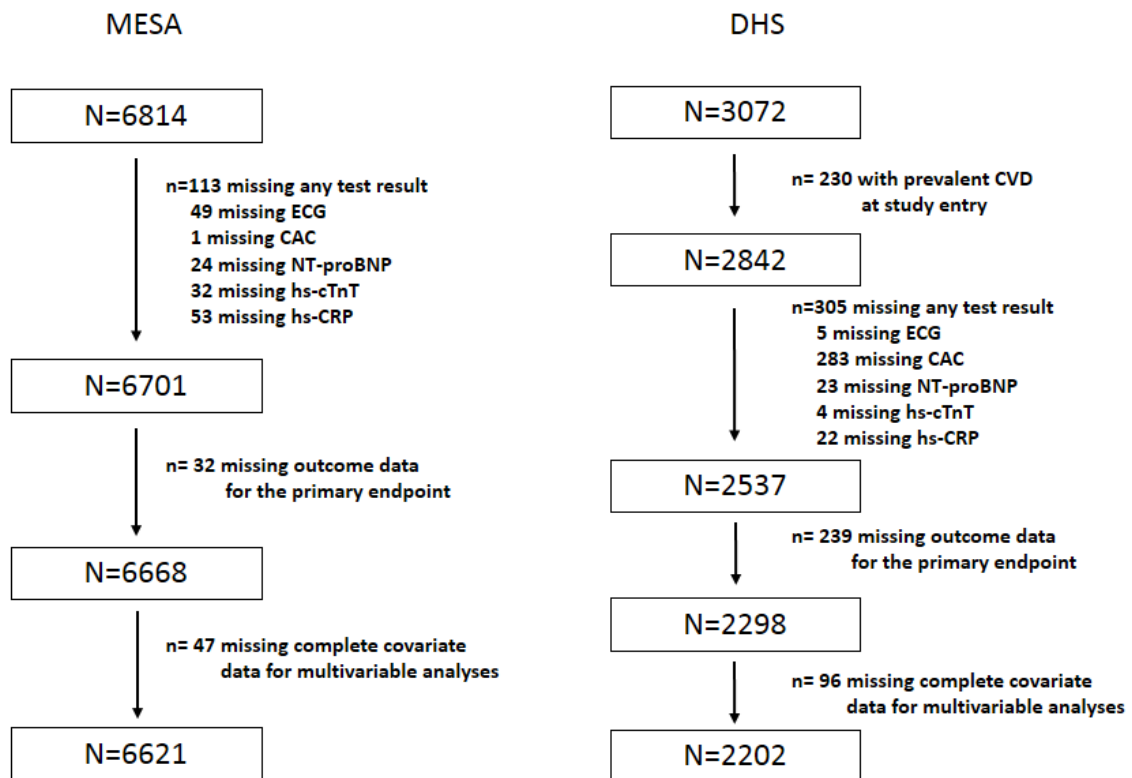 MESA
N=6814
n=113 missing any test result
49 missing ECG
1 missing CAC
24 missing NT-proBNP
32 missing hs-cTnT
53 missing hs-CRP
N=6701
n= 32 missing outcome data
for the primary endpoint
N=6668
n= 47 missing complete covariate
data for multivariable analyses
N=6621
DHS
N=3072
n= 230 with prevalent CVD
at study entry
N=2842
n=305 missing any test result
5 missing ECG
283 missing CAC
23 missing NT-proBNP
4 missing hs-cTnT
22 missing hs-CRP
N=2537
n= 239 missing outcome data
for the primary endpoint
N=2298
n= 96 missing complete covariate
data for multivariable analyses
N=2202